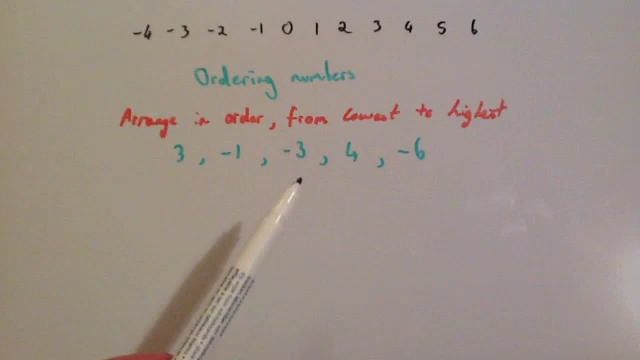 -4 -3 -2 -1 0 1 2 3 4 5 6
Ordering numbers
Arrange in order, from lowest to highest
3 , -1 , -3 , 4 , -6